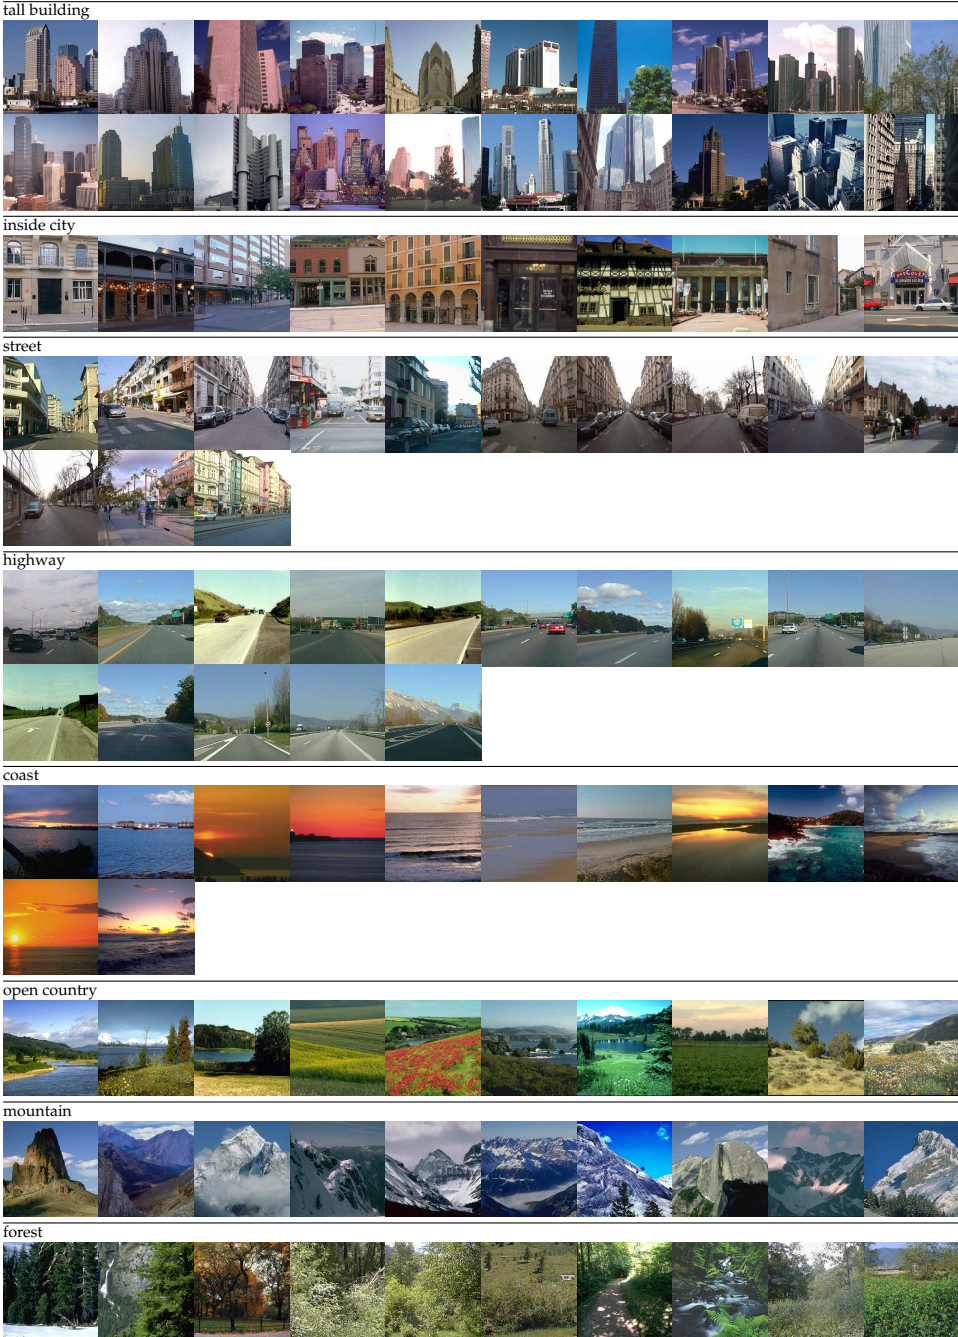 tall building
inside city
street
highway
coast
open country
mountain
forest